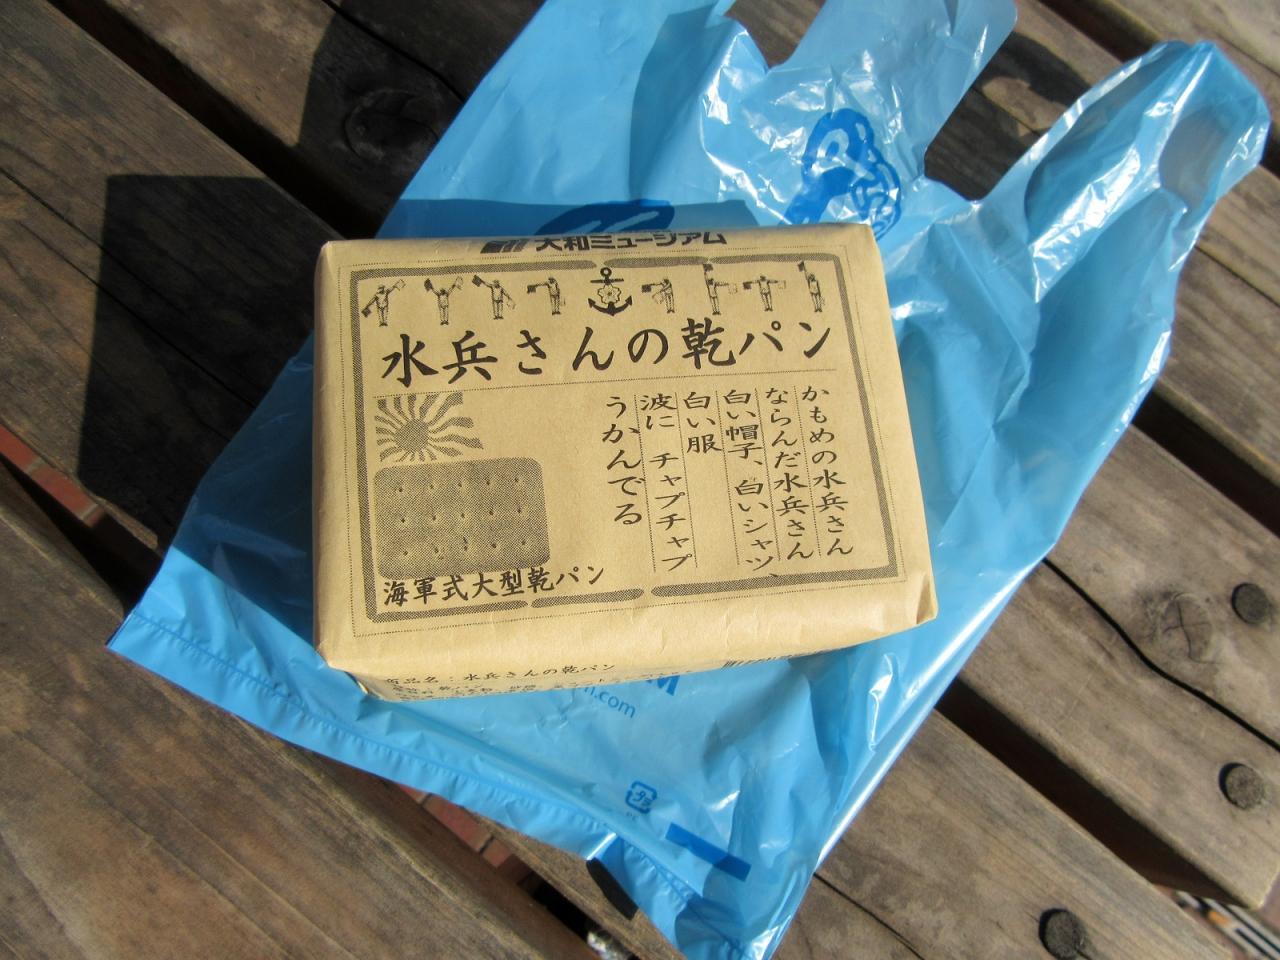 大和ミュージアム
水兵さんの乾パン
かもめの水兵さん
ならんだ水兵さん
白い帽子、白いシャツ、
白い服
波に チャプチャプ
うかんでる
海軍式大型乾パン
商品名：水兵さんの乾パン
プラ
PE